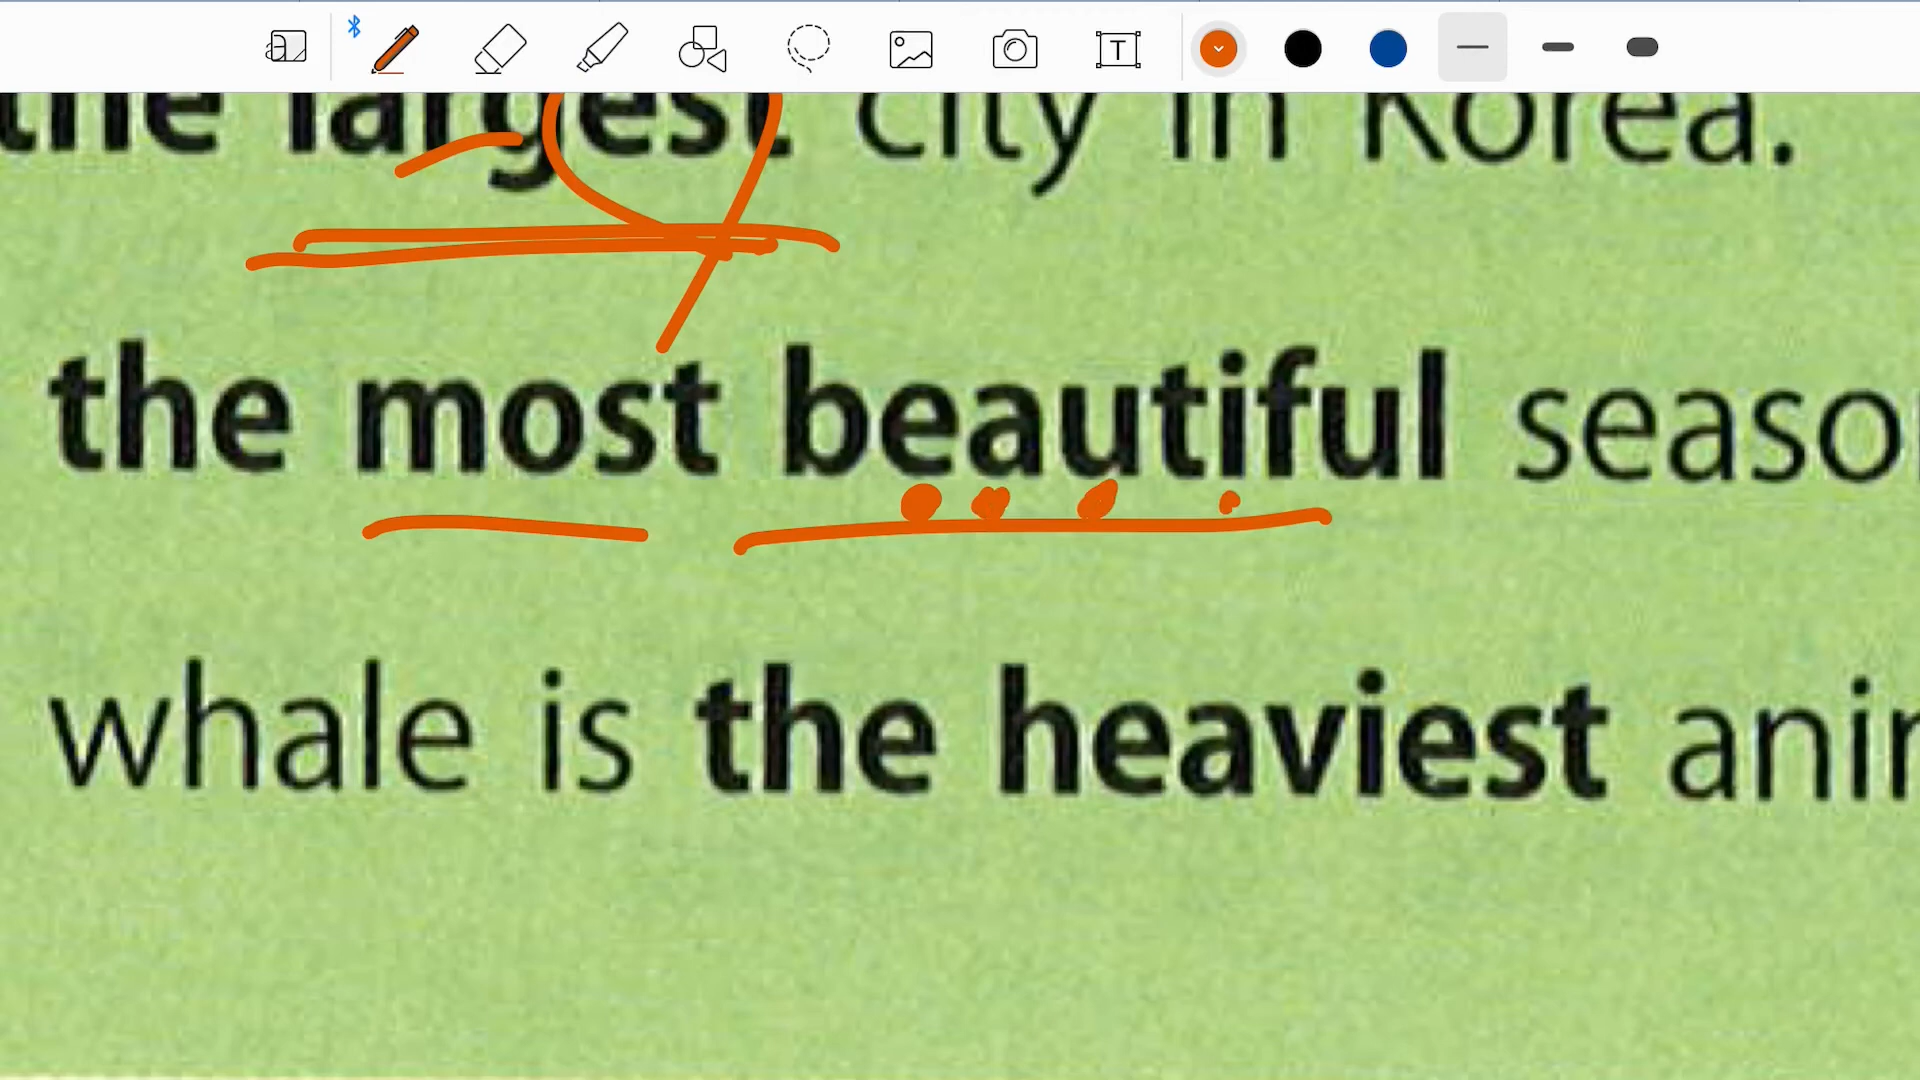 the largest city in Korea.
the most beautiful seaso
whale is the heaviest anir
T